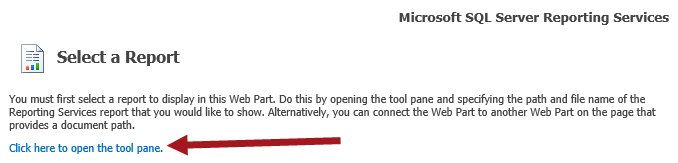 Microsoft SQL Server Reporting Services
Select a Report
You must first select a report to display in this Web Part. Do this by opening the tool pane and specifying the path and file name of the
Reporting Services report that you would like to show. Alternatively, you can connect the Web Part to another Web Part on the page that
provides a document path.
Click here to open the tool pane.